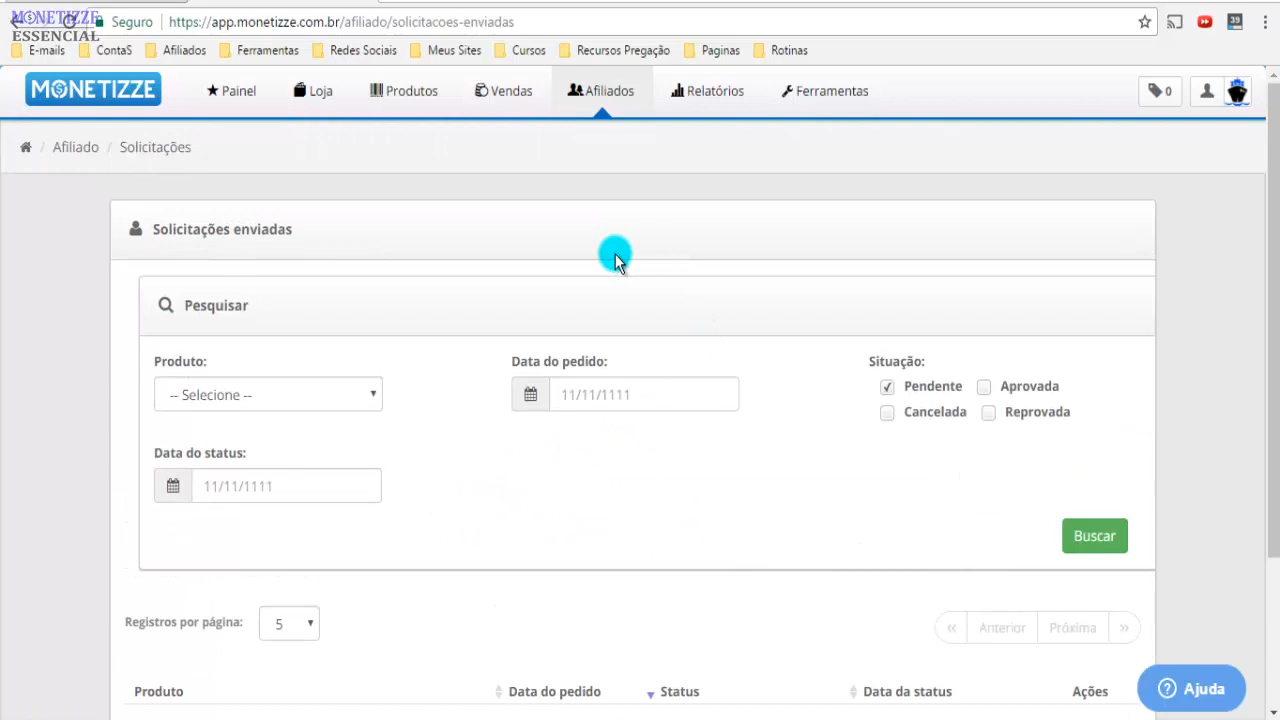 MONETIZZE
ESSENCIAL
Seguro https://app.monetizze.com.br/afiliado/solicitacoes-enviadas
39
E-mails ContaS Afiliados Ferramentas Redes Sociais Meus Sites Cursos Recursos Pregação Paginas Rotinas
MONETIZZE Painel Loja Produtos Vendas Afiliados Relatórios Ferramentas 0
/ Afiliado / Solicitações
Solicitações enviadas
Pesquisar
Produto: Data do pedido: Situação:
-- Selecione -- 11/11/1111 Pendente Aprovada
Cancelada Reprovada
Data do status:
11/11/1111
Buscar
Registros por página: 5 « Anterior Próxima »
Produto Data do pedido Status Data da status Ações
? Ajuda